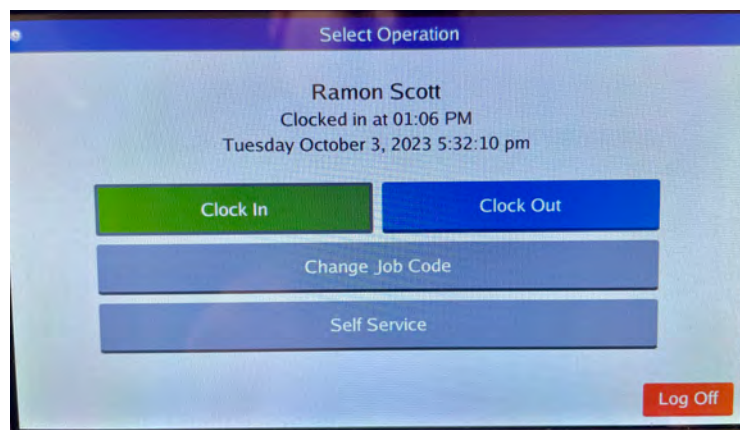 Select Operation
Ramon Scott
Clocked in at 01:06 PM
Tuesday October 3, 2023 5:32:10 pm
Clock In
Clock Out
Change Job Code
Self Service
Log Off